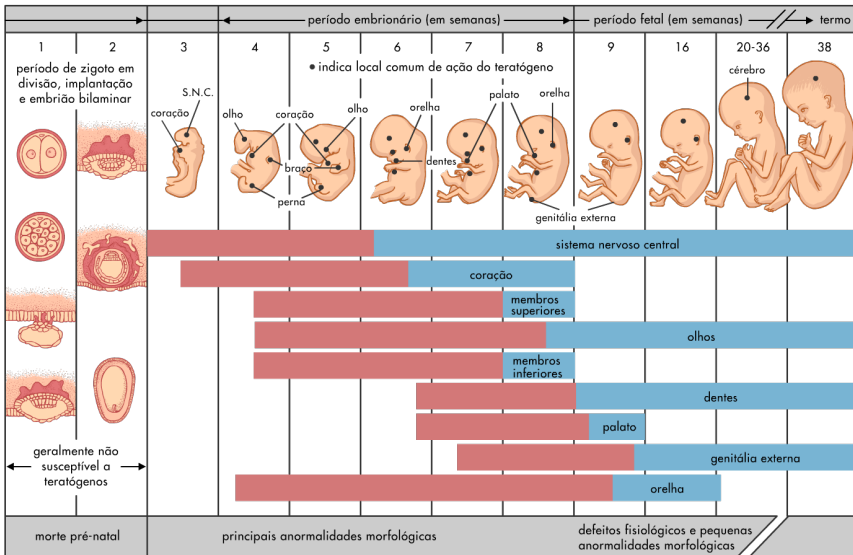 período embrionário (em semanas)
período fetal (em semanas)
termo
1
2
3
4
5
6
7
8
9
16
20-36
38
período de zigoto em
divisão, implantação
e embrião bilaminar
• indica local comum de ação do teratógeno
S.N.C.
coração
olho
coração
olho
orelha
palato
orelha
cérebro
braço
dentes
perna
genitália externa
sistema nervoso central
coração
membros
superiores
olhos
membros
inferiores
dentes
palato
genitália externa
orelha
geralmente não
susceptível a
teratógenos
morte pré-natal
principais anormalidades morfológicas
defeitos fisiológicos e pequenas
anormalidades morfológicas